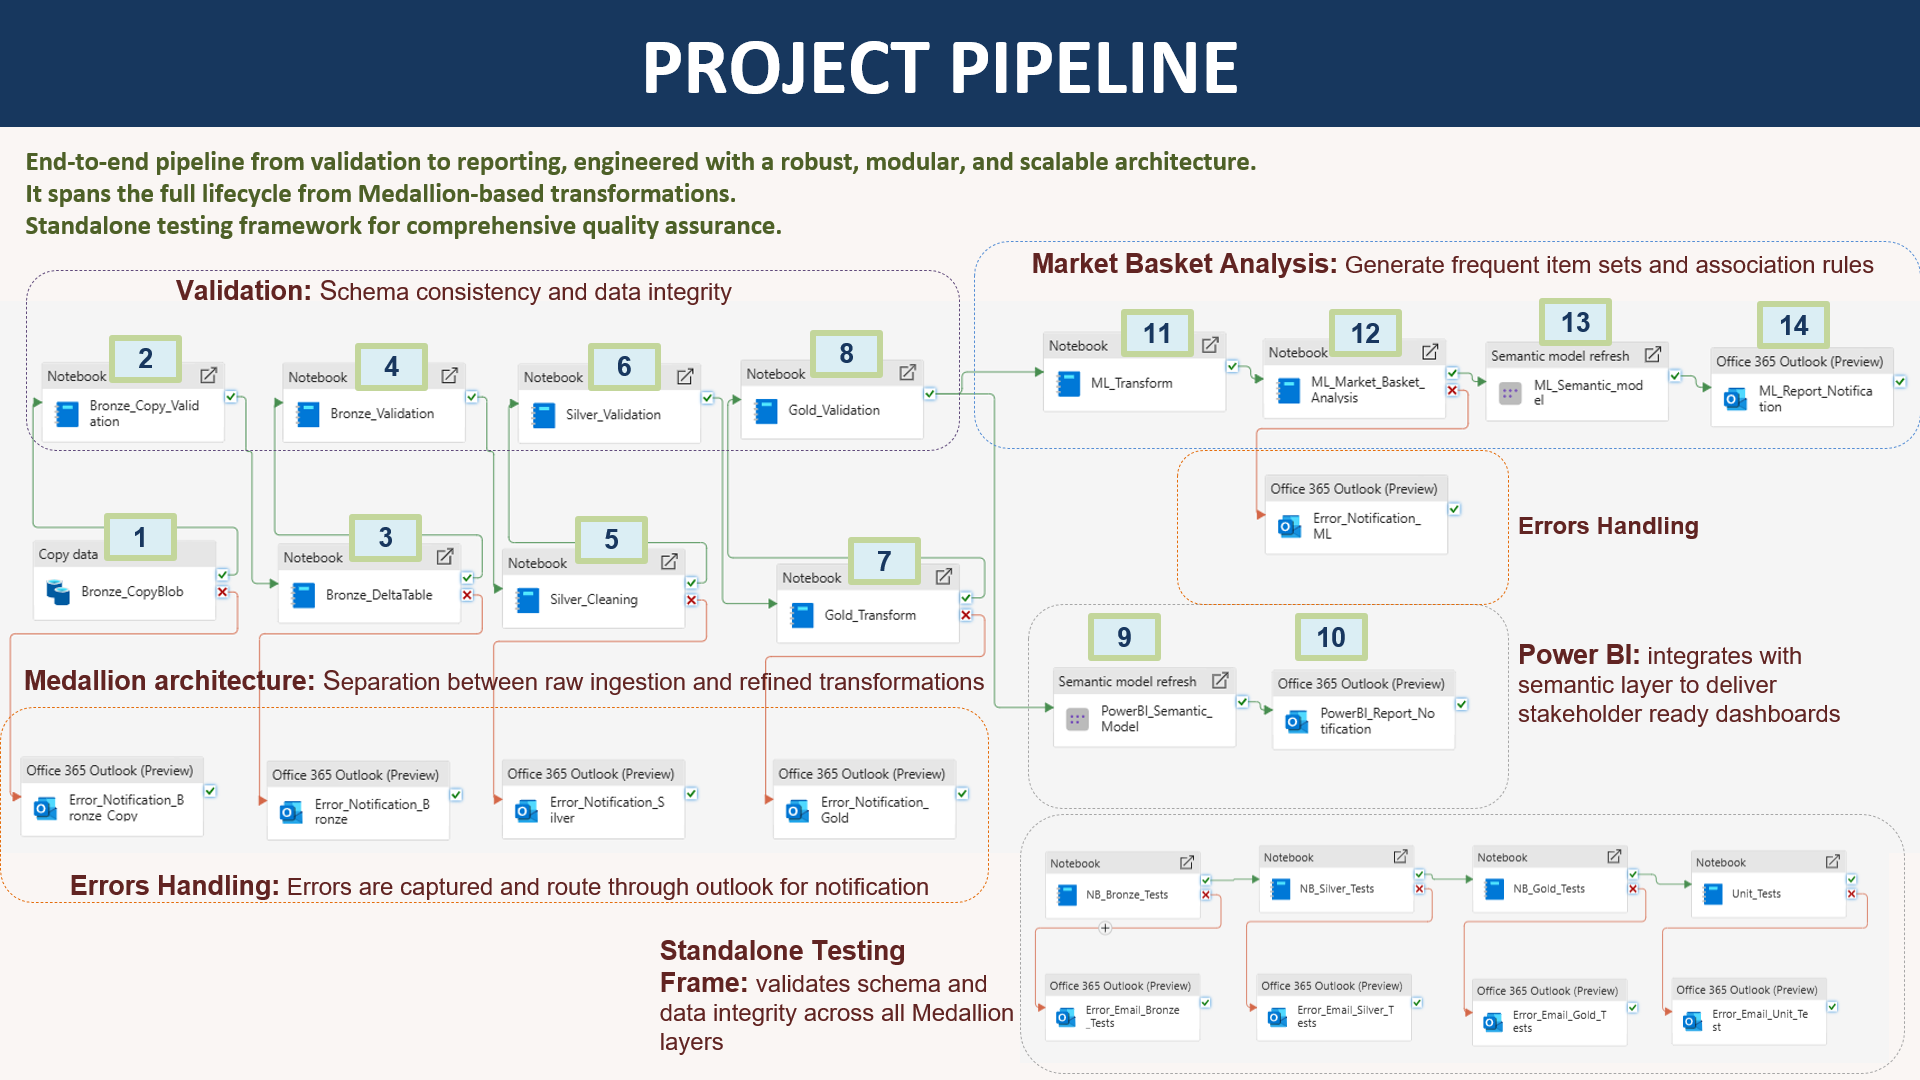 PROJECT PIPELINE
End-to-end pipeline from validation to reporting, engineered with a robust, modular, and scalable architecture.
It spans the full lifecycle from Medallion-based transformations.
Standalone testing framework for comprehensive quality assurance.
Validation: Schema consistency and data integrity
2
Notebook
Bronze_Copy_Valid
ation
4
Notebook
Bronze_Validation
6
Notebook
Silver_Validation
8
Notebook
Gold_Validation
1
Copy data
Bronze_CopyBlob
3
Notebook
Bronze_DeltaTable
5
Notebook
Silver_Cleaning
7
Notebook
Gold_Transform
Medallion architecture: Separation between raw ingestion and refined transformations
Office 365 Outlook (Preview)
Error_Notification_B
ronze_Copy
Office 365 Outlook (Preview)
Error_Notification_B
ronze
Office 365 Outlook (Preview)
Error_Notification_S
ilver
Office 365 Outlook (Preview)
Error_Notification_
Gold
Errors Handling: Errors are captured and route through outlook for notification
Market Basket Analysis: Generate frequent item sets and association rules
11
Notebook
ML_Transform
12
Notebook
ML_Market_Basket_
Analysis
13
Semantic model refresh
ML_Semantic_mod
el
14
Office 365 Outlook (Preview)
ML_Report_Notifica
tion
Office 365 Outlook (Preview)
Error_Notification_
ML
Errors Handling
9
Semantic model refresh
PowerBI_Semantic_
Model
10
Office 365 Outlook (Preview)
PowerBI_Report_No
tification
Power BI: integrates with
semantic layer to deliver
stakeholder ready dashboards
Standalone Testing
Frame: validates schema and
data integrity across all Medallion
layers
Notebook
NB_Bronze_Tests
Notebook
NB_Silver_Tests
Notebook
NB_Gold_Tests
Notebook
Unit_Tests
Office 365 Outlook (Preview)
Error_Email_Bronze
_Tests
Office 365 Outlook (Preview)
Error_Email_Silver_T
ests
Office 365 Outlook (Preview)
Error_Email_Gold_T
ests
Office 365 Outlook (Preview)
Error_Email_Unit_Te
st